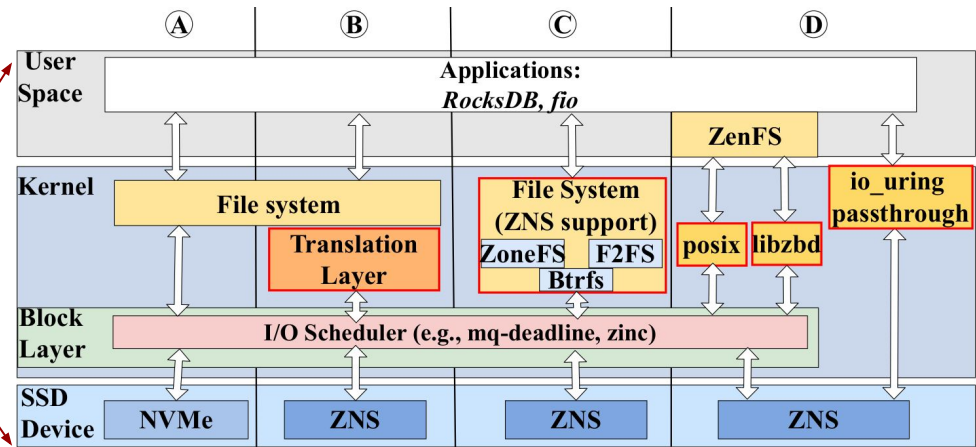 A B C D
User
Space
Applications:
RocksDB, fio
ZenFS
Kernel
File system
Translation
Layer
File System
(ZNS support)
ZoneFS F2FS
Btrfs
posix libzbd
io_uring
passthrough
Block
Layer
I/O Scheduler (e.g., mq-deadline, zinc)
SSD
Device
NVMe ZNS ZNS ZNS